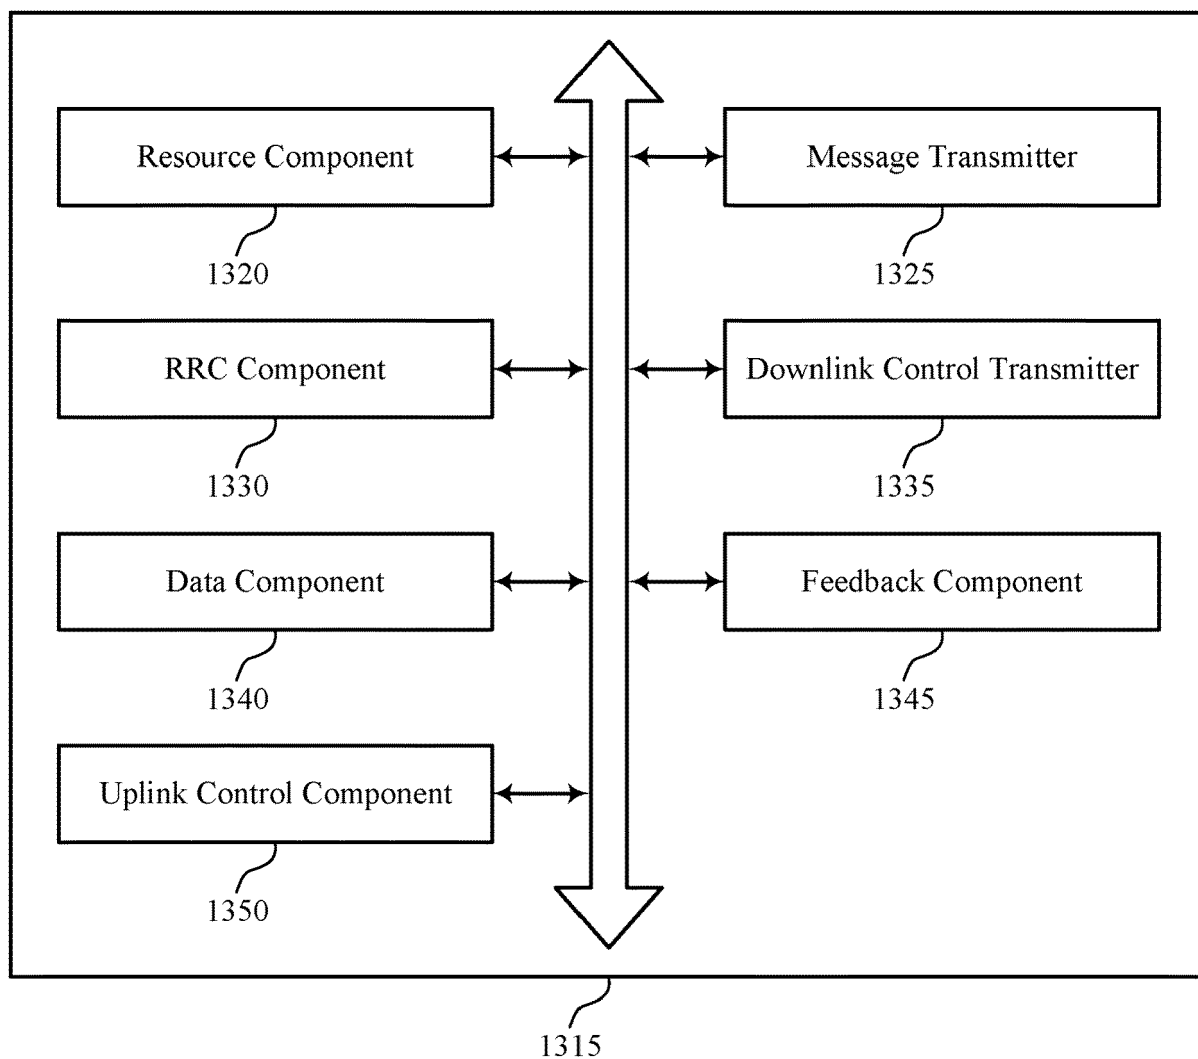 Resource Component
Message Transmitter
1320
1325
RRC Component
Downlink Control Transmitter
1330
1335
Data Component
Feedback Component
1340
1345
Uplink Control Component
1350
1315